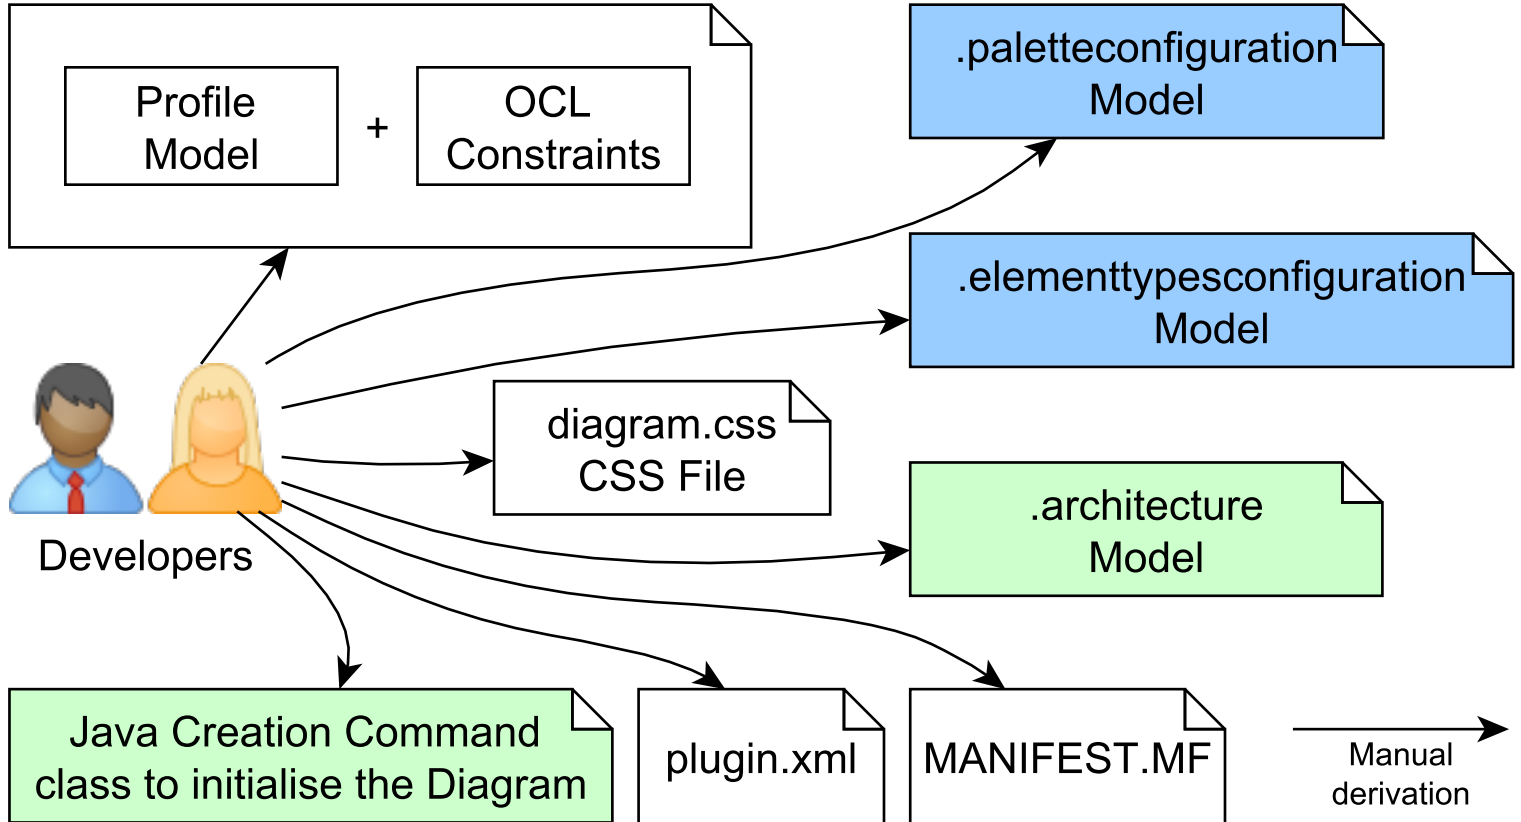 Profile
Model
+
OCL
Constraints
.paletteconfiguration
Model
.elementtypesconfiguration
Model
diagram.css
CSS File
.architecture
Model
Developers
Java Creation Command
class to initialise the Diagram
plugin.xml
MANIFEST.MF
Manual
derivation